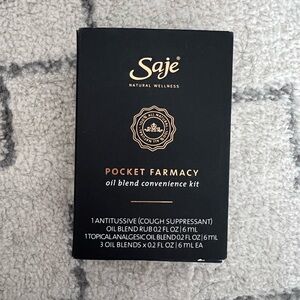 Saje®
NATURAL WELLNESS
POCKET FARMACY
oil blend convenience kit
1 ANTITUSSIVE (COUGH SUPPRESSANT)
OIL BLEND RUB 0.2 FL OZ | 6 mL
1 TOPICAL ANALGESIC OIL BLEND 0.2 FL OZ | 6 mL
3 OIL BLENDS x 0.2 FL OZ | 6 mL EA